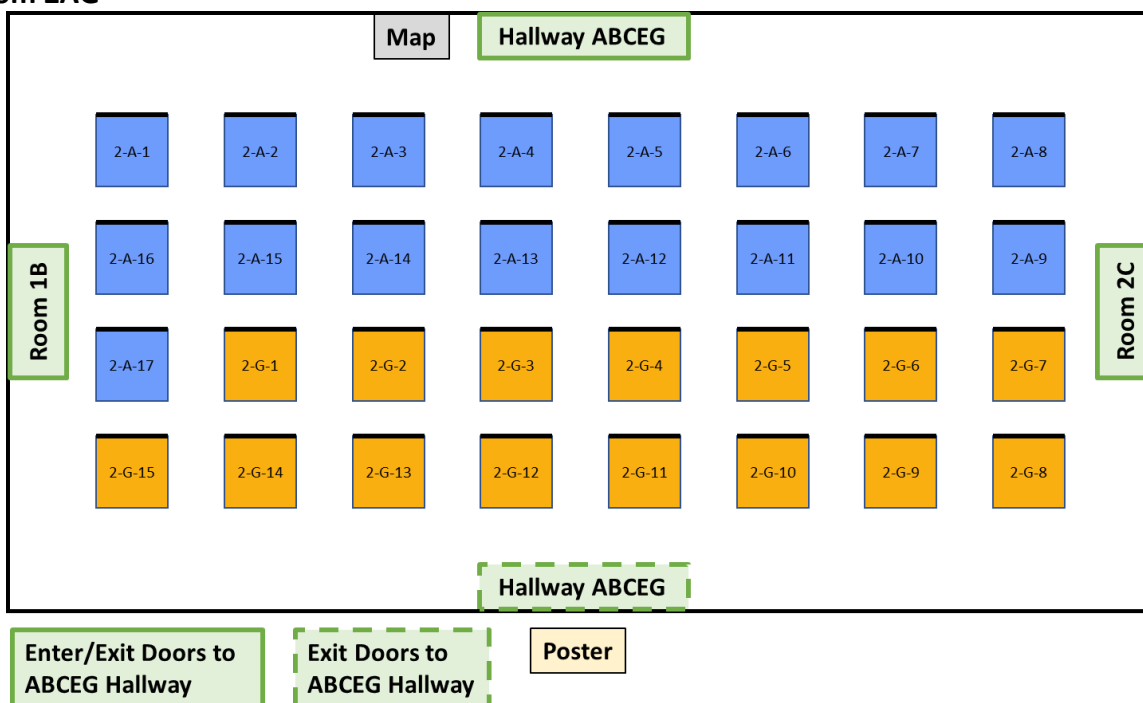 Map
Hallway ABCEG
2-A-1 2-A-2 2-A-3 2-A-4 2-A-5 2-A-6 2-A-7 2-A-8
2-A-16 2-A-15 2-A-14 2-A-13 2-A-12 2-A-11 2-A-10 2-A-9
Room 1B
Room 2C
2-A-17 2-G-1 2-G-2 2-G-3 2-G-4 2-G-5 2-G-6 2-G-7
2-G-15 2-G-14 2-G-13 2-G-12 2-G-11 2-G-10 2-G-9 2-G-8
Hallway ABCEG
Enter/Exit Doors to
ABCEG Hallway
Exit Doors to
ABCEG Hallway
Poster